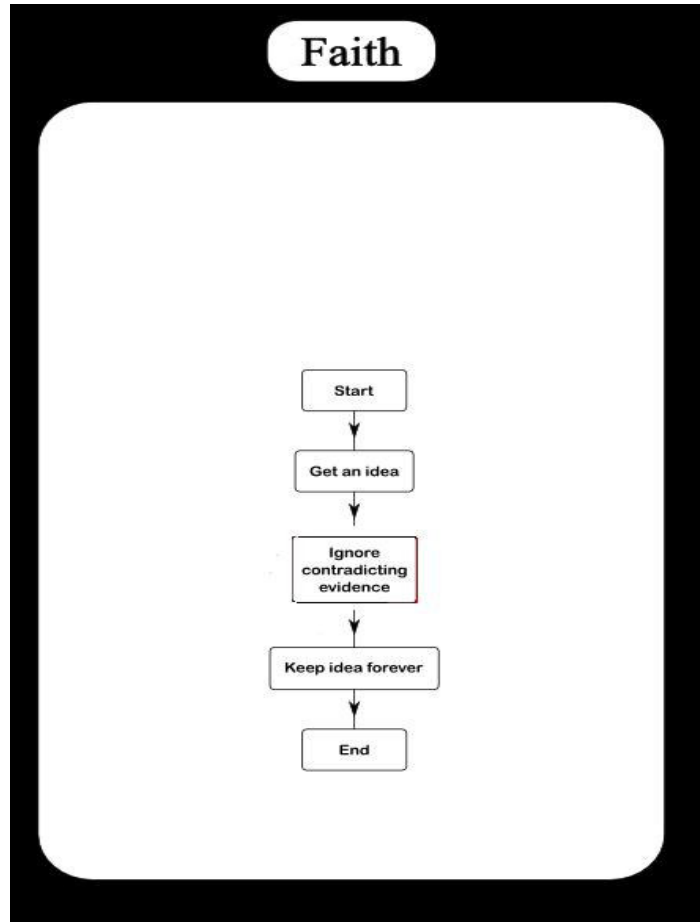 Faith
Start
Get an idea
Ignore
contradicting
evidence
Keep idea forever
End